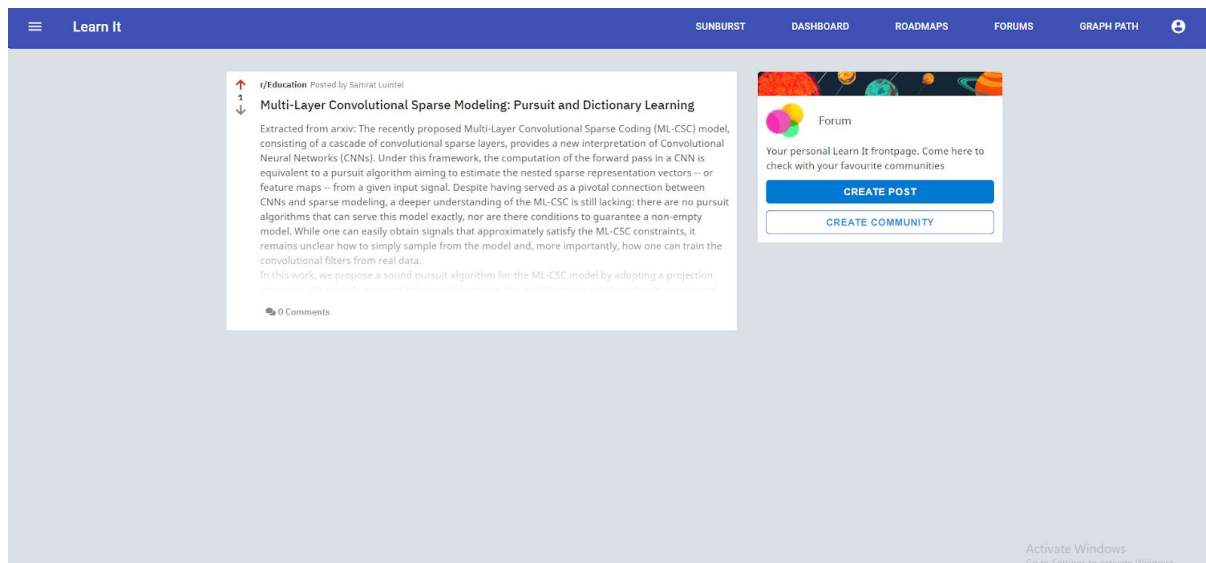 Learn It
SUNBURST
DASHBOARD
ROADMAPS
FORUMS
GRAPH PATH
r/Education Posted by Samrat Luintel
1
Multi-Layer Convolutional Sparse Modeling: Pursuit and Dictionary Learning
Extracted from arxiv: The recently proposed Multi-Layer Convolutional Sparse Coding (ML-CSC) model,
consisting of a cascade of convolutional sparse layers, provides a new interpretation of Convolutional
Neural Networks (CNNs). Under this framework, the computation of the forward pass in a CNN is
equivalent to a pursuit algorithm aiming to estimate the nested sparse representation vectors -- or
feature maps -- from a given input signal. Despite having served as a pivotal connection between
CNNs and sparse modeling, a deeper understanding of the ML-CSC is still lacking: there are no pursuit
algorithms that can serve this model exactly, nor are there conditions to guarantee a non-empty
model. While one can easily obtain signals that approximately satisfy the ML-CSC constraints, it
remains unclear how to simply sample from the model and, more importantly, how one can train the
convolutional filters from real data.
In this work, we propose a sound pursuit algorithm for the ML-CSC model by adopting a projection
0 Comments
Forum
Your personal Learn It frontpage. Come here to
check with your favourite communities
CREATE POST
CREATE COMMUNITY
Activate Windows